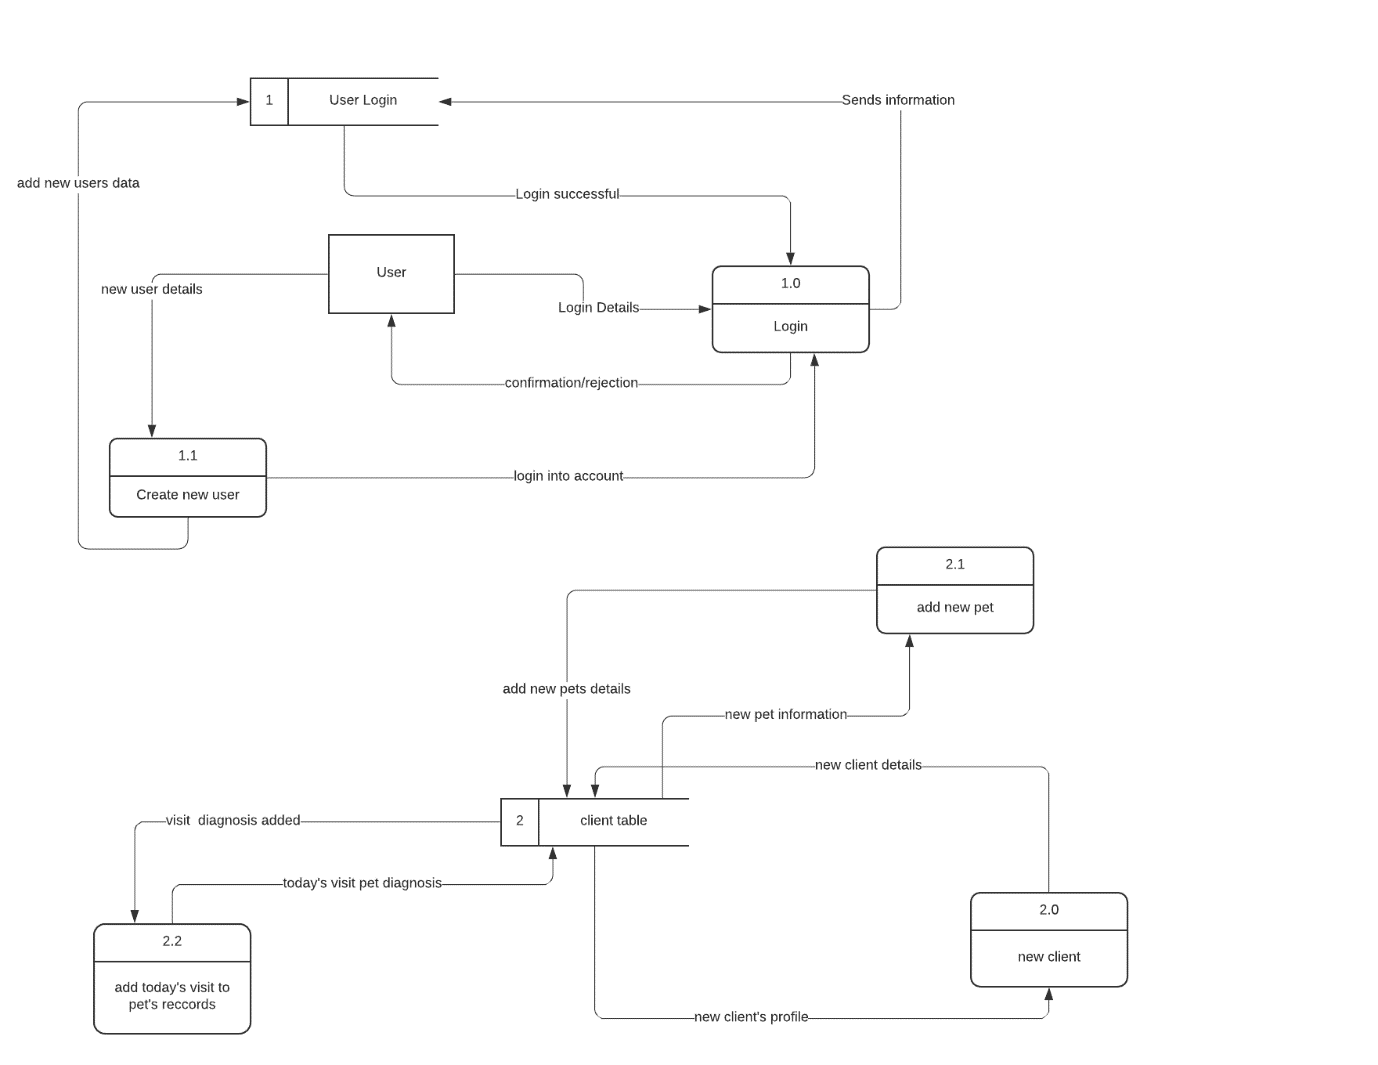 1
User Login
Sends information
add new users data
Login successful
User
new user details
1.0
Login Details
Login
confirmation/rejection
1.1
login into account
Create new user
2.1
add new pet
add new pets details
new pet information
new client details
visit  diagnosis added
2
client table
today's visit pet diagnosis
2.0
2.2
new client
add today's visit to
pet's reccords
new client's profile